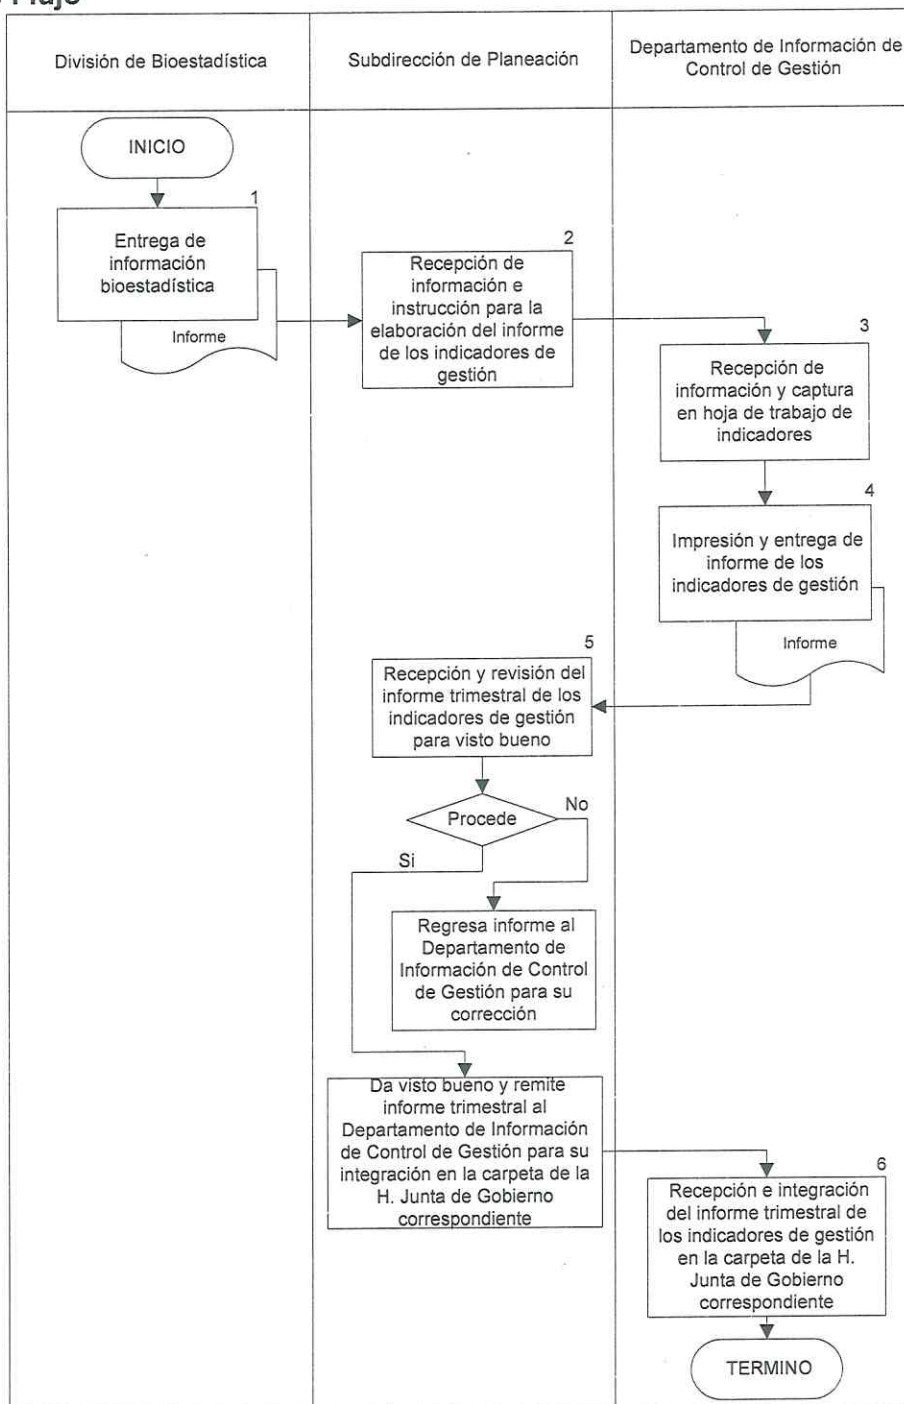 Flujo
División de Bioestadística
Subdirección de Planeación
Departamento de Información de
Control de Gestión
INICIO
1
Entrega de
información
bioestadística
Informe
2
Recepción de
información e
instrucción para la
elaboración del informe
de los indicadores de
gestión
3
Recepción de
información y captura
en hoja de trabajo de
indicadores
4
Impresión y entrega de
informe de los
indicadores de gestión
Informe
5
Recepción y revisión del
informe trimestral de los
indicadores de gestión
para visto bueno
Procede
No
Si
Regresa informe al
Departamento de
Información de Control
de Gestión para su
corrección
Da visto bueno y remite
informe trimestral al
Departamento de Información
de Control de Gestión para su
integración en la carpeta de la
H. Junta de Gobierno
correspondiente
6
Recepción e integración
del informe trimestral de
los indicadores de gestión
en la carpeta de la H.
Junta de Gobierno
correspondiente
TERMINO